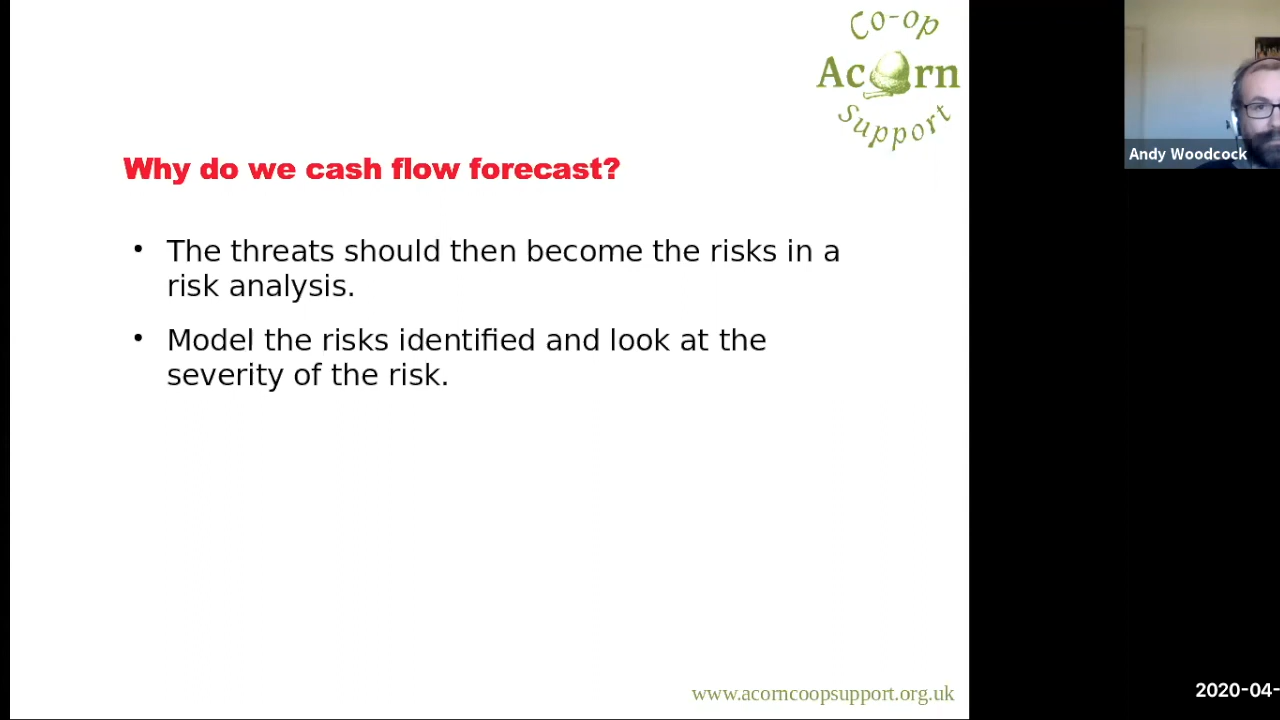 Co-op
Acorn
Support
Andy Woodcock
Why do we cash flow forecast?
• The threats should then become the risks in a
risk analysis.
• Model the risks identified and look at the
severity of the risk.
www.acorncoopsupport.org.uk
2020-04-